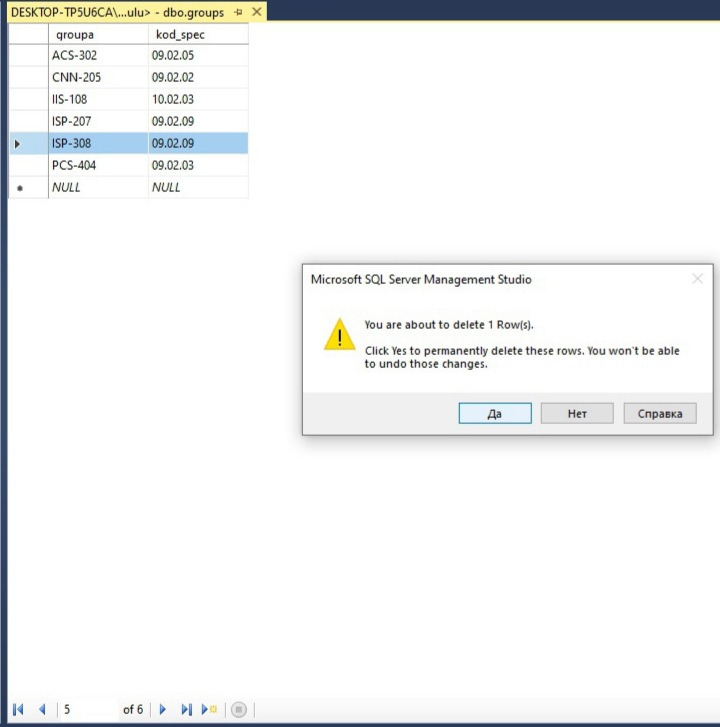 DESKTOP-TP5U6CA\...ulu> - dbo.groups
groupa kod_spec
ACS-302 09.02.05
CNN-205 09.02.02
IIS-108 10.02.03
ISP-207 09.02.09
ISP-308 09.02.09
PCS-404 09.02.03
NULL NULL
Microsoft SQL Server Management Studio
You are about to delete 1 Row(s).
Click Yes to permanently delete these rows. You won't be able
to undo those changes.
Да Нет Справка
5 of 6